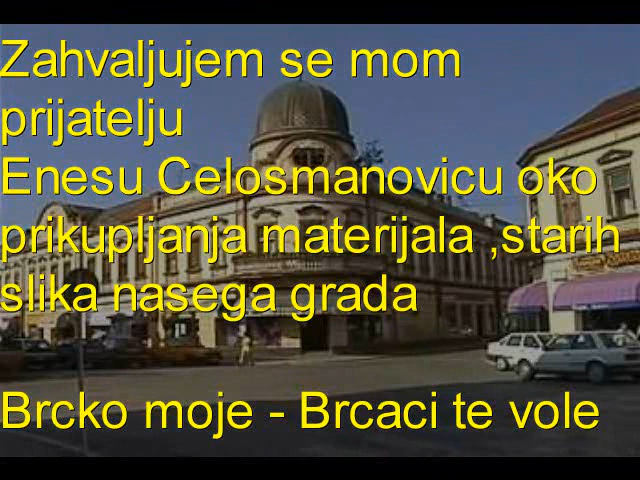 Zahvaljujem se mom
prijatelju
Enesu Celosmanovicu oko
prikupljanja materijala ,starih
slika nasega grada
Brcko moje - Brcaci te vole